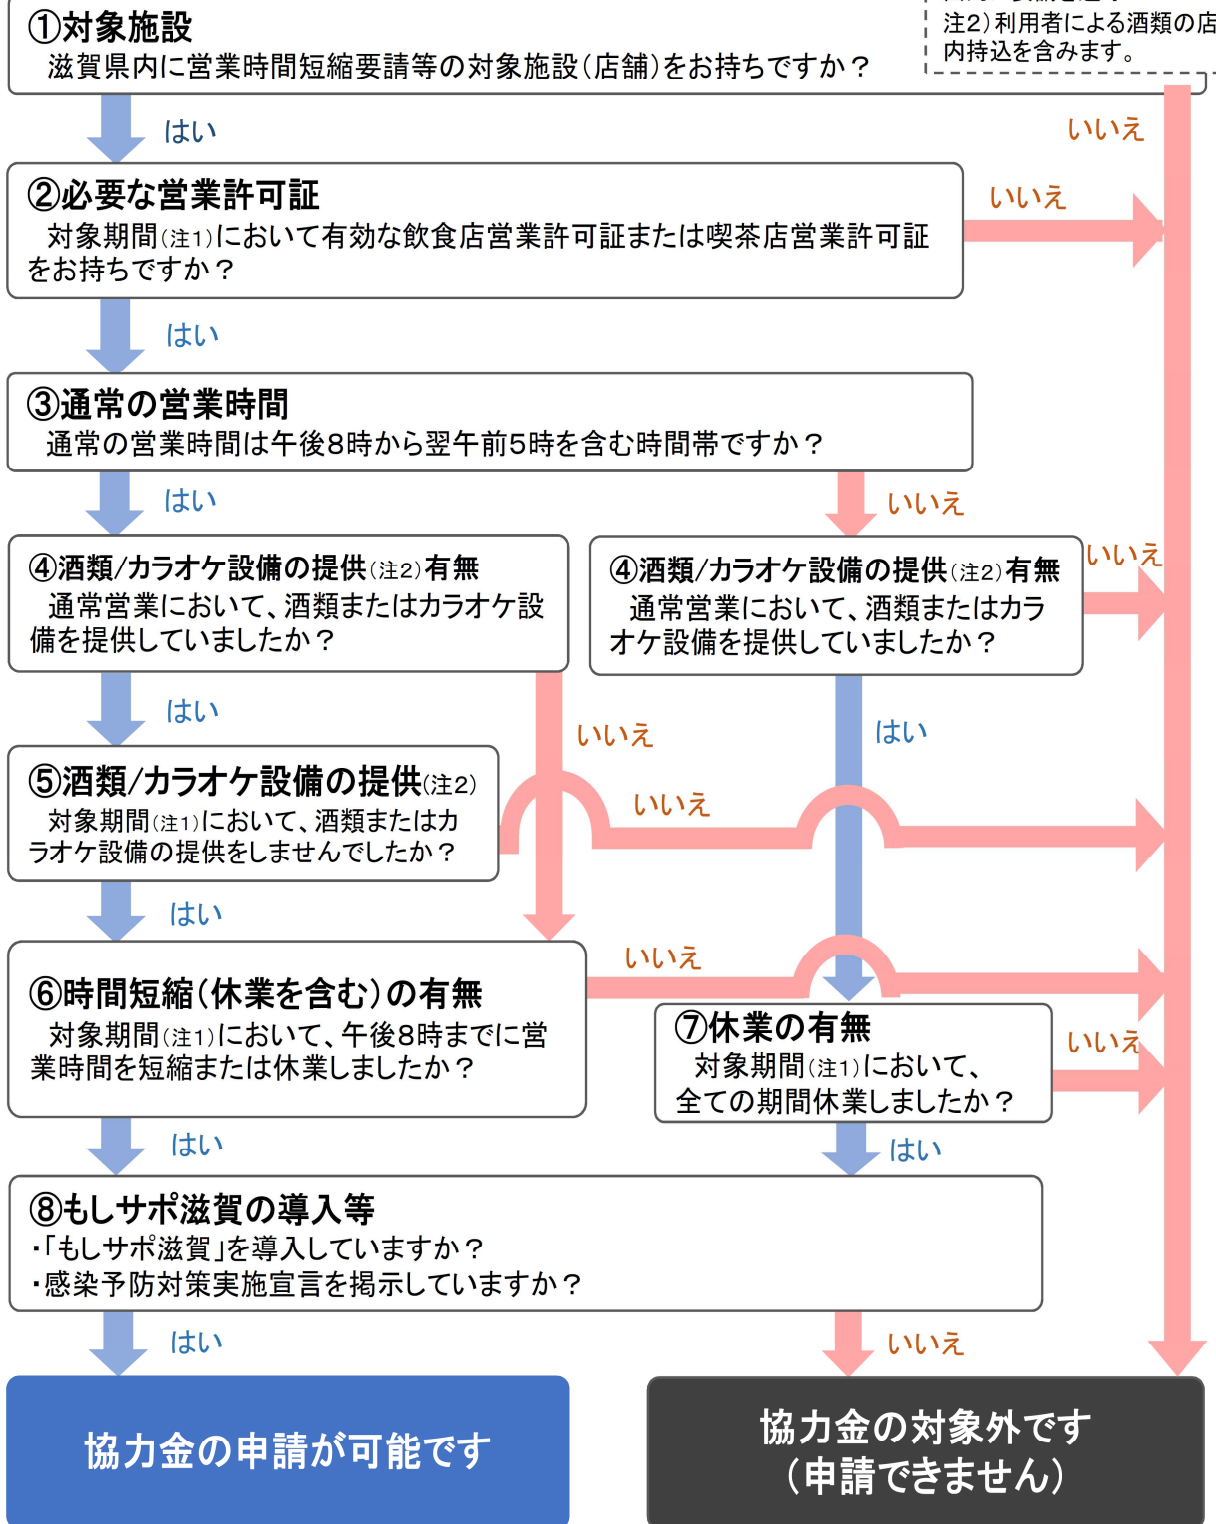 注2)利用者による酒類の店
内持込を含みます。
①対象施設
滋賀県内に営業時間短縮要請等の対象施設(店舗)をお持ちですか?
はい
いいえ
②必要な営業許可証
対象期間(注1)において有効な飲食店営業許可証または喫茶店営業許可証
をお持ちですか?
いいえ
はい
③通常の営業時間
通常の営業時間は午後8時から翌午前5時を含む時間帯ですか?
はい
いいえ
④酒類/カラオケ設備の提供(注2)有無
通常営業において、酒類またはカラオケ設
備を提供していましたか?
④酒類/カラオケ設備の提供(注2)有無
通常営業において、酒類またはカラ
オケ設備を提供していましたか?
いいえ
はい
いいえ
はい
⑤酒類/カラオケ設備の提供(注2)
対象期間(注1)において、酒類またはカ
ラオケ設備の提供をしませんでしたか?
いいえ
はい
⑥時間短縮(休業を含む)の有無
対象期間(注1)において、午後8時までに営
業時間を短縮または休業しましたか?
いいえ
⑦休業の有無
対象期間(注1)において、
全ての期間休業しましたか?
いいえ
はい
はい
⑧もしサポ滋賀の導入等
・「もしサポ滋賀」を導入していますか?
・感染予防対策実施宣言を掲示していますか?
はい
いいえ
協力金の申請が可能です
協力金の対象外です
(申請できません)